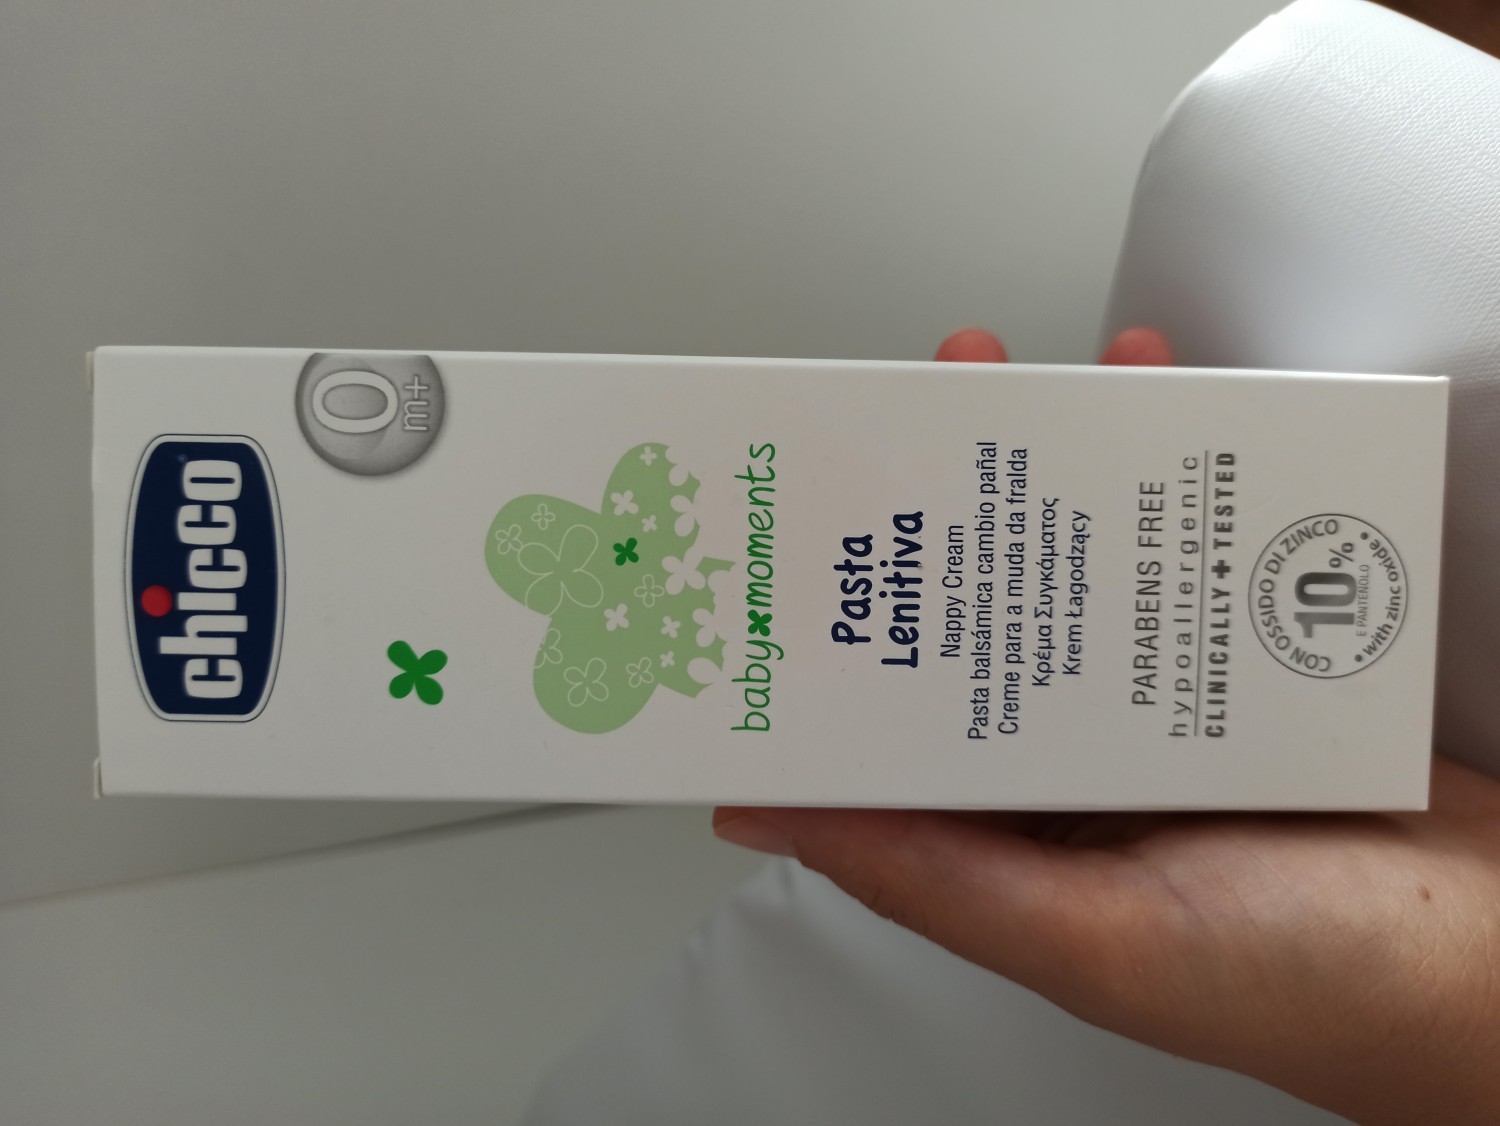 chicco
0
m+
baby moments
Pasta
Lenitiva
Nappy Cream
Pasta balsámica cambio pañal
Creme para a muda da fralda
Κρέμα Συγκάματος
Krem Łagodzący
PARABENS FREE
hypoallergenic
CLINICALLY + TESTED
CON OSSIDO DI ZINCO
10%
E PANTENOLO
• with zinc oxide •